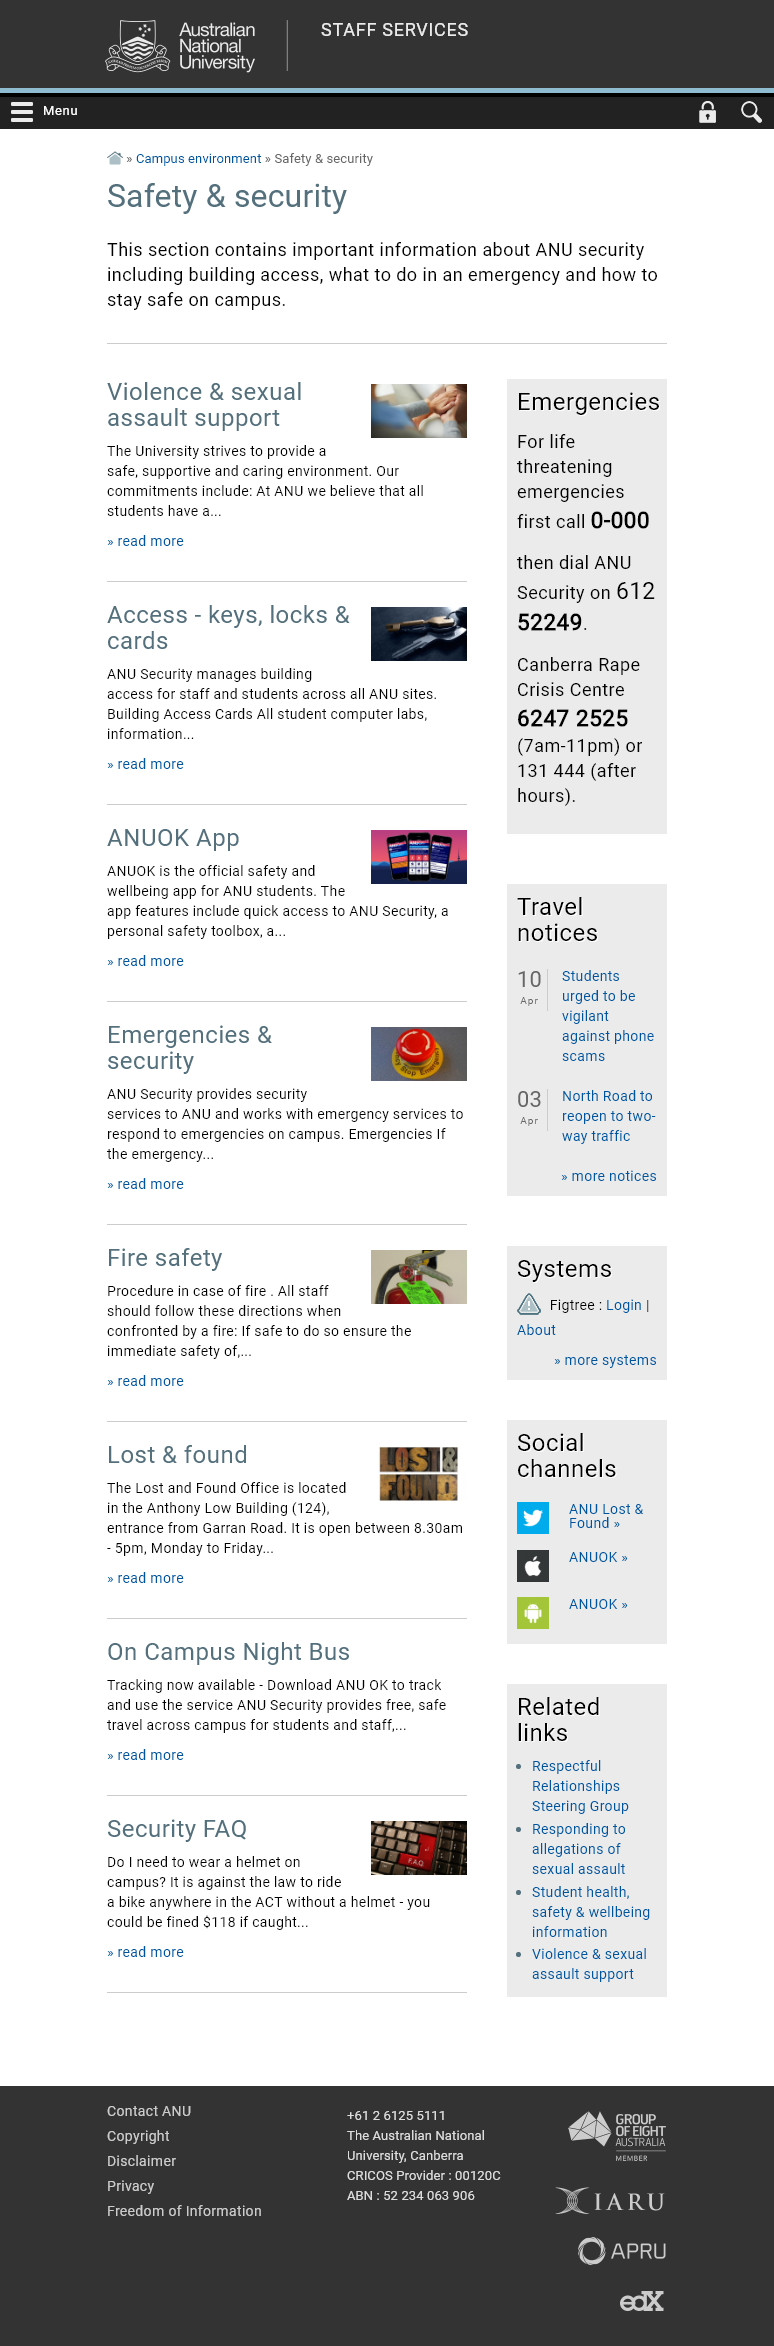 Australian
National
University
STAFF SERVICES
Menu
» Campus environment » Safety & security
Safety & security
This section contains important information about ANU security
including building access, what to do in an emergency and how to
stay safe on campus.
Violence & sexual
assault support
The University strives to provide a
safe, supportive and caring environment. Our
commitments include: At ANU we believe that all
students have a...
» read more
Access - keys, locks &
cards
ANU Security manages building
access for staff and students across all ANU sites.
Building Access Cards All student computer labs,
information...
» read more
ANUOK App
ANUOK is the official safety and
wellbeing app for ANU students. The
app features include quick access to ANU Security, a
personal safety toolbox, a...
» read more
Emergencies &
security
ANU Security provides security
services to ANU and works with emergency services to
respond to emergencies on campus. Emergencies If
the emergency...
» read more
Fire safety
Procedure in case of fire . All staff
should follow these directions when
confronted by a fire: If safe to do so ensure the
immediate safety of,...
» read more
Lost & found
LOST&
FOUND
The Lost and Found Office is located
in the Anthony Low Building (124),
entrance from Garran Road. It is open between 8.30am
- 5pm, Monday to Friday...
» read more
On Campus Night Bus
Tracking now available - Download ANU OK to track
and use the service ANU Security provides free, safe
travel across campus for students and staff,...
» read more
Security FAQ
FAQ
Do I need to wear a helmet on
campus? It is against the law to ride
a bike anywhere in the ACT without a helmet - you
could be fined $118 if caught...
» read more
Emergencies
For life
threatening
emergencies
first call 0-000
then dial ANU
Security on 612
52249.
Canberra Rape
Crisis Centre
6247 2525
(7am-11pm) or
131 444 (after
hours).
Travel
notices
10
Apr
Students
urged to be
vigilant
against phone
scams
03
Apr
North Road to
reopen to two-
way traffic
» more notices
Systems
Figtree : Login |
About
» more systems
Social
channels
ANU Lost &
Found »
ANUOK »
ANUOK »
Related
links
Respectful
Relationships
Steering Group
Responding to
allegations of
sexual assault
Student health,
safety & wellbeing
information
Violence & sexual
assault support
Contact ANU
Copyright
Disclaimer
Privacy
Freedom of Information
+61 2 6125 5111
The Australian National
University, Canberra
CRICOS Provider : 00120C
ABN : 52 234 063 906
GROUP
OF EIGHT
AUSTRALIA
MEMBER
IARU
APRU
edX